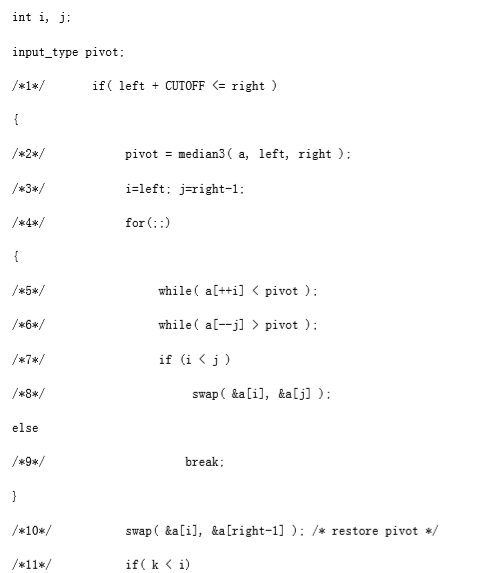 int i, j;
input_type pivot;
/*1*/ if( left + CUTOFF <= right )
{
/*2*/ pivot = median3( a, left, right );
/*3*/ i=left; j=right-1;
/*4*/ for(;;)
{
/*5*/ while( a[++i] < pivot );
/*6*/ while( a[--j] > pivot );
/*7*/ if (i < j )
/*8*/ swap( &a[i], &a[j] );
else
/*9*/ break;
}
/*10*/ swap( &a[i], &a[right-1] ); /* restore pivot */
/*11*/ if( k < i)